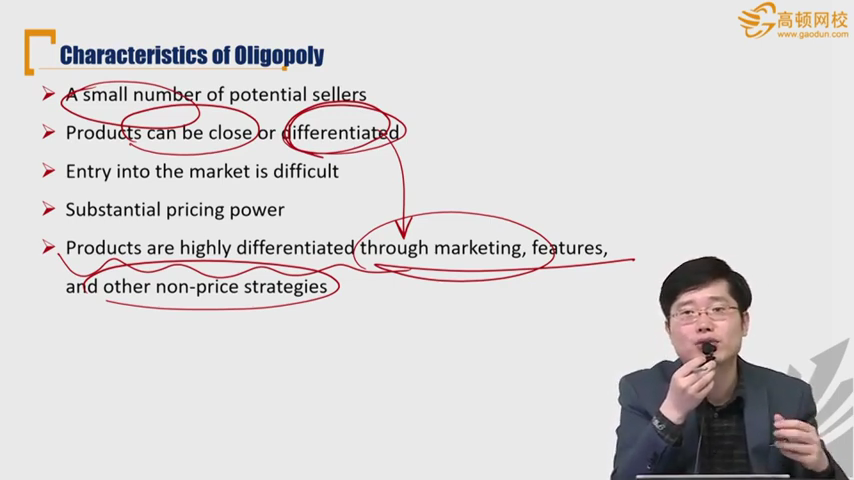 高顿网校
www.gaodun.com
Characteristics of Oligopoly
A small number of potential sellers
Products can be close or differentiated
Entry into the market is difficult
Substantial pricing power
Products are highly differentiated through marketing, features,
and other non-price strategies